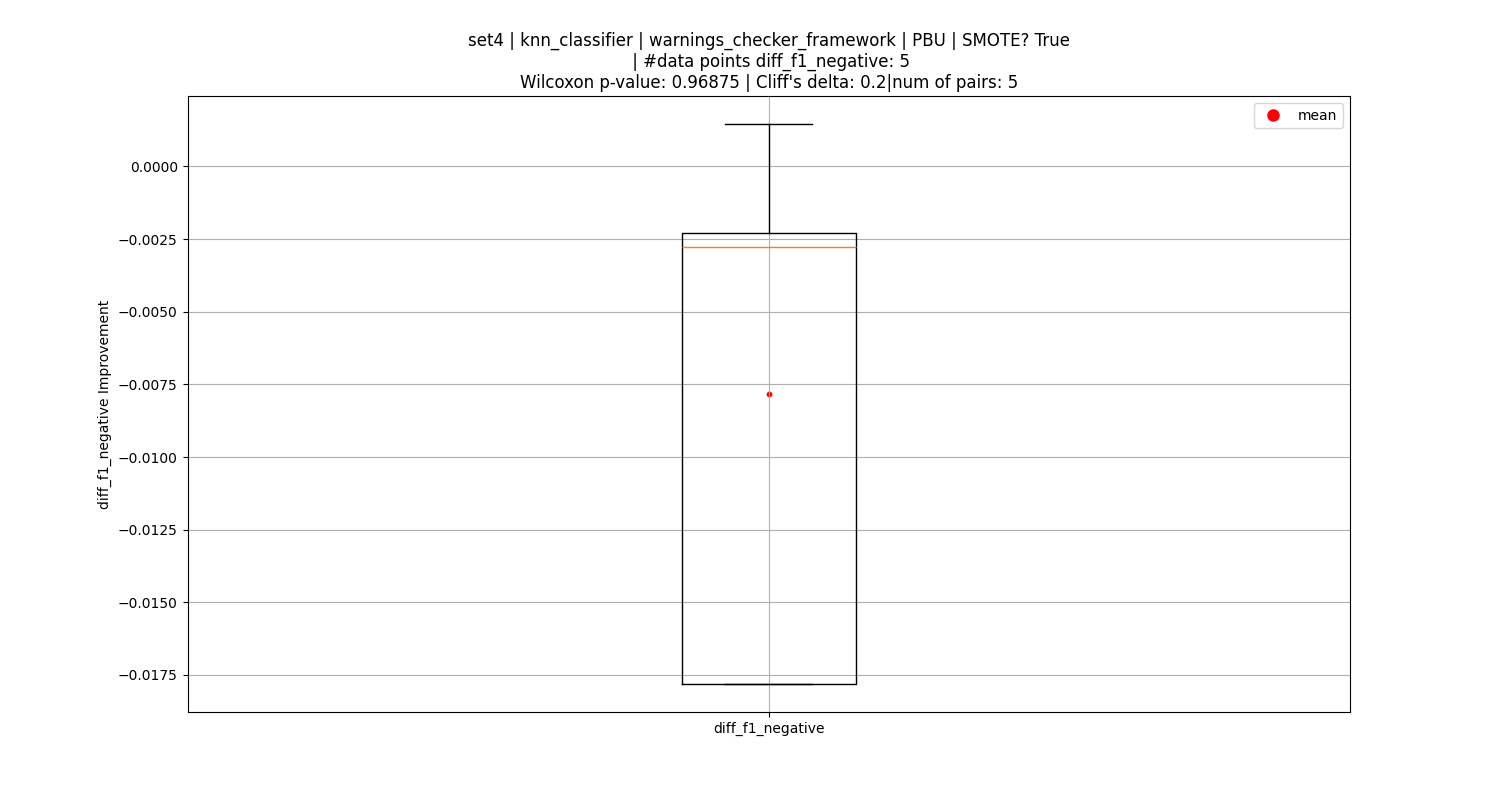 set4 | knn_classifier | warnings_checker_framework | PBU | SMOTE? True
| #data points diff_f1_negative: 5
Wilcoxon p-value: 0.96875 | Cliff's delta: 0.2|num of pairs: 5
mean
0.0000
−0.0025
−0.0050
−0.0075
−0.0100
−0.0125
−0.0150
−0.0175
diff_f1_negative Improvement
diff_f1_negative